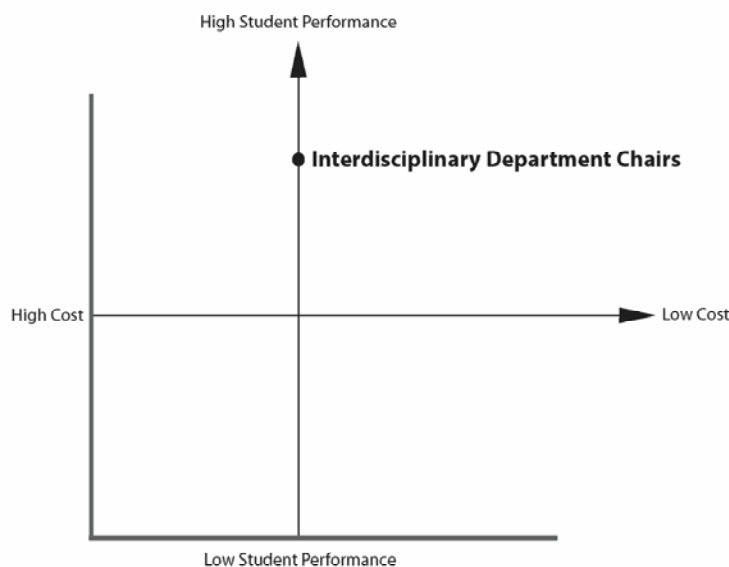 High Student Performance
Interdisciplinary Department Chairs
High Cost
Low Cost
Low Student Performance